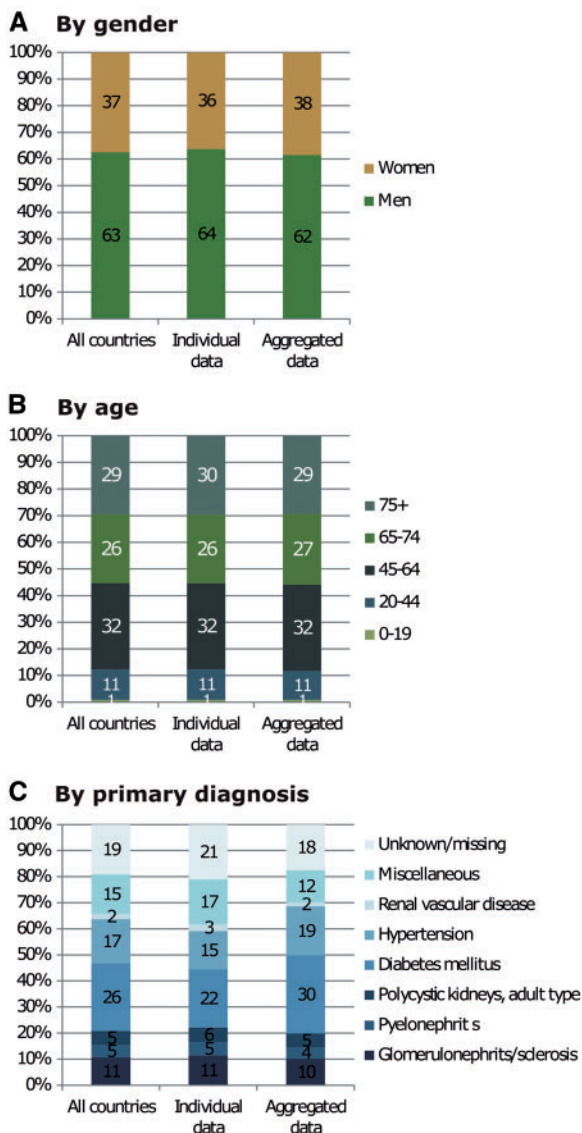 A By gender
100%
90%
80%
70%
60%
50%
40%
30%
20%
10%
0%
37 36 38
63 64 62
Women
Men
All countries Individual data Aggregated data
B By age
100%
90%
80%
70%
60%
50%
40%
30%
20%
10%
0%
29 30 29
26 26 27
32 32 32
11 11 11
1 1 1
75+
65-74
45-64
20-44
0-19
All countries Individual data Aggregated data
C By primary diagnosis
100%
90%
80%
70%
60%
50%
40%
30%
20%
10%
0%
19 21 18
15 17 12
2 3 2
17 15 19
26 22 30
5 6 5
5 5 4
11 11 10
Unknown/missing
Miscellaneous
Renal vascular disease
Hypertension
Diabetes mellitus
Polycystic kidneys, adult type
Pyelonephrit s
Glomerulonephrits/sclerosis
All countries Individual data Aggregated data